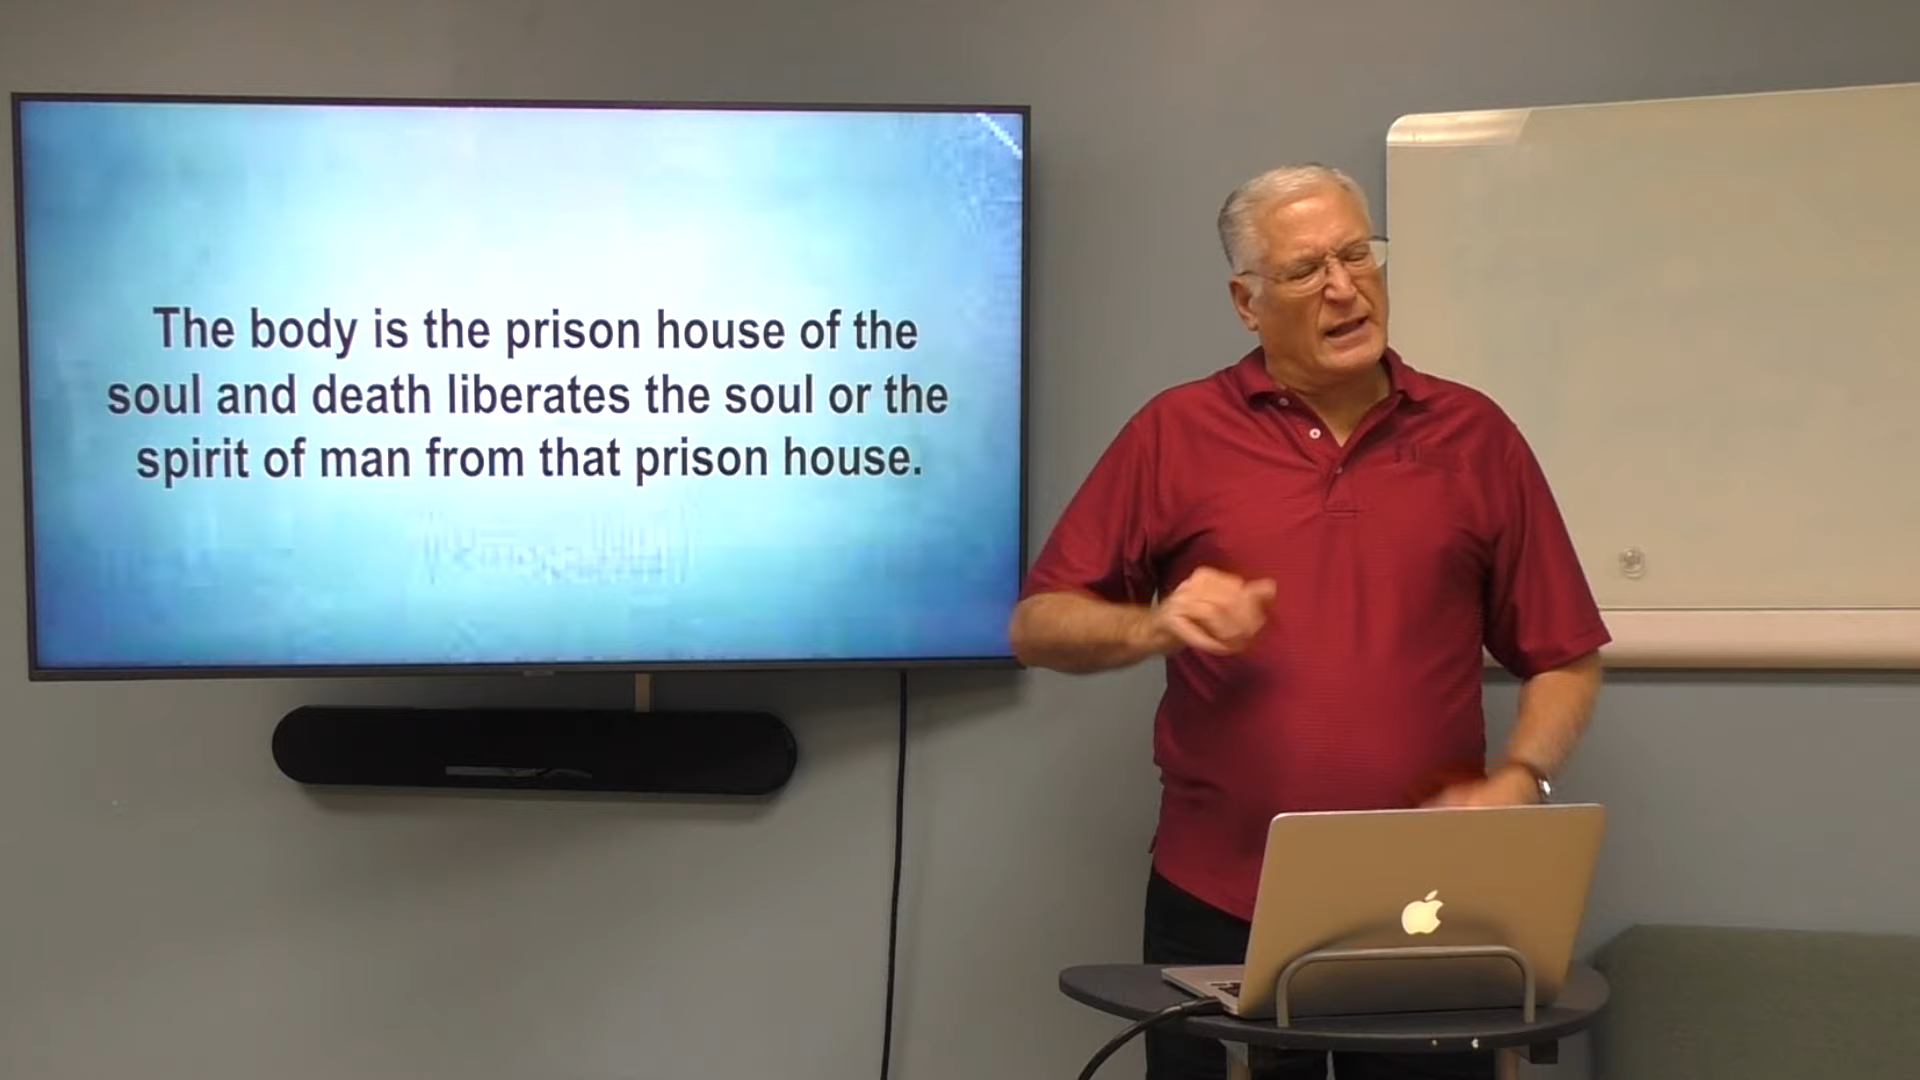 The body is the prison house of the
soul and death liberates the soul or the
spirit of man from that prison house.